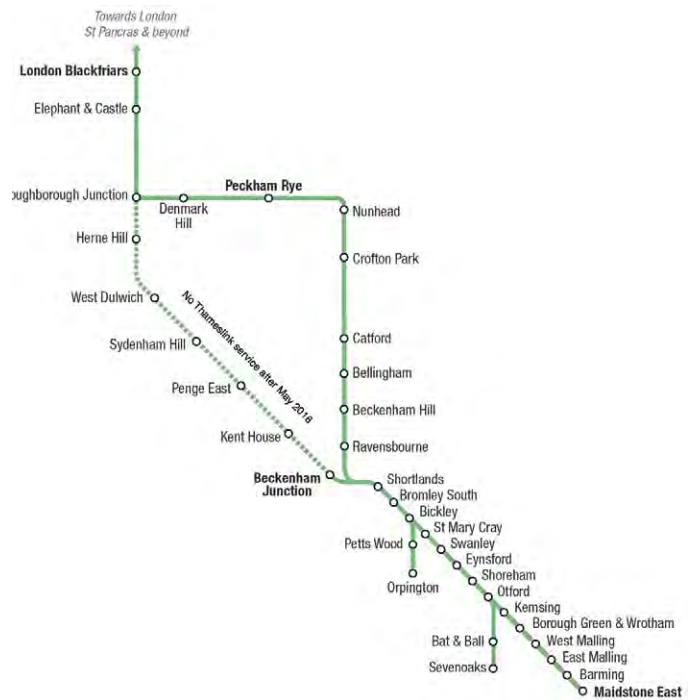 Towards London
St Pancras & beyond
London Blackfriars
Elephant & Castle
oughborough Junction
Denmark
Hill
Peckham Rye
Nunhead
Herne Hill
Crofton Park
West Dulwich
No Thameslink service after May 2018
Sydenham Hill
Catford
Penge East
Bellingham
Beckenham Hill
Kent House
Ravensbourne
Beckenham
Junction
Shortlands
Bromley South
Bickley
St Mary Cray
Petts Wood
Swanley
Eynsford
Orpington
Shoreham
Otford
Kemsing
Borough Green & Wrotham
Bat & Ball
West Malling
East Malling
Sevenoaks
Barming
Maidstone East